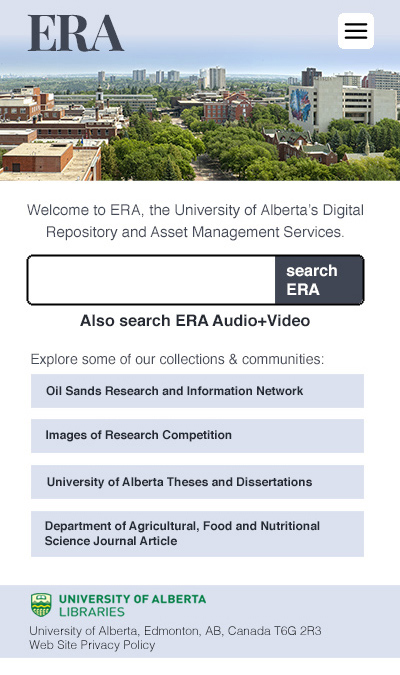 ERA
Welcome to ERA, the University of Alberta’s Digital
Repository and Asset Management Services.
search
ERA
Also search ERA Audio+Video
Explore some of our collections & communities:
Oil Sands Research and Information Network
Images of Research Competition
University of Alberta Theses and Dissertations
Department of Agricultural, Food and Nutritional
Science Journal Article
UNIVERSITY OF ALBERTA
LIBRARIES
University of Alberta, Edmonton, AB, Canada T6G 2R3
Web Site Privacy Policy